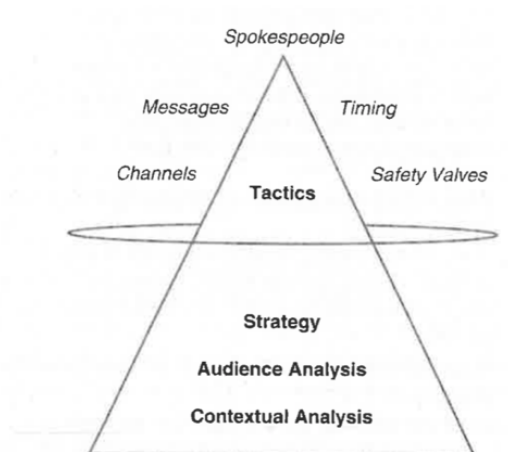 Spokespeople
Messages Timing
Channels Safety Valves
Tactics
Strategy
Audience Analysis
Contextual Analysis